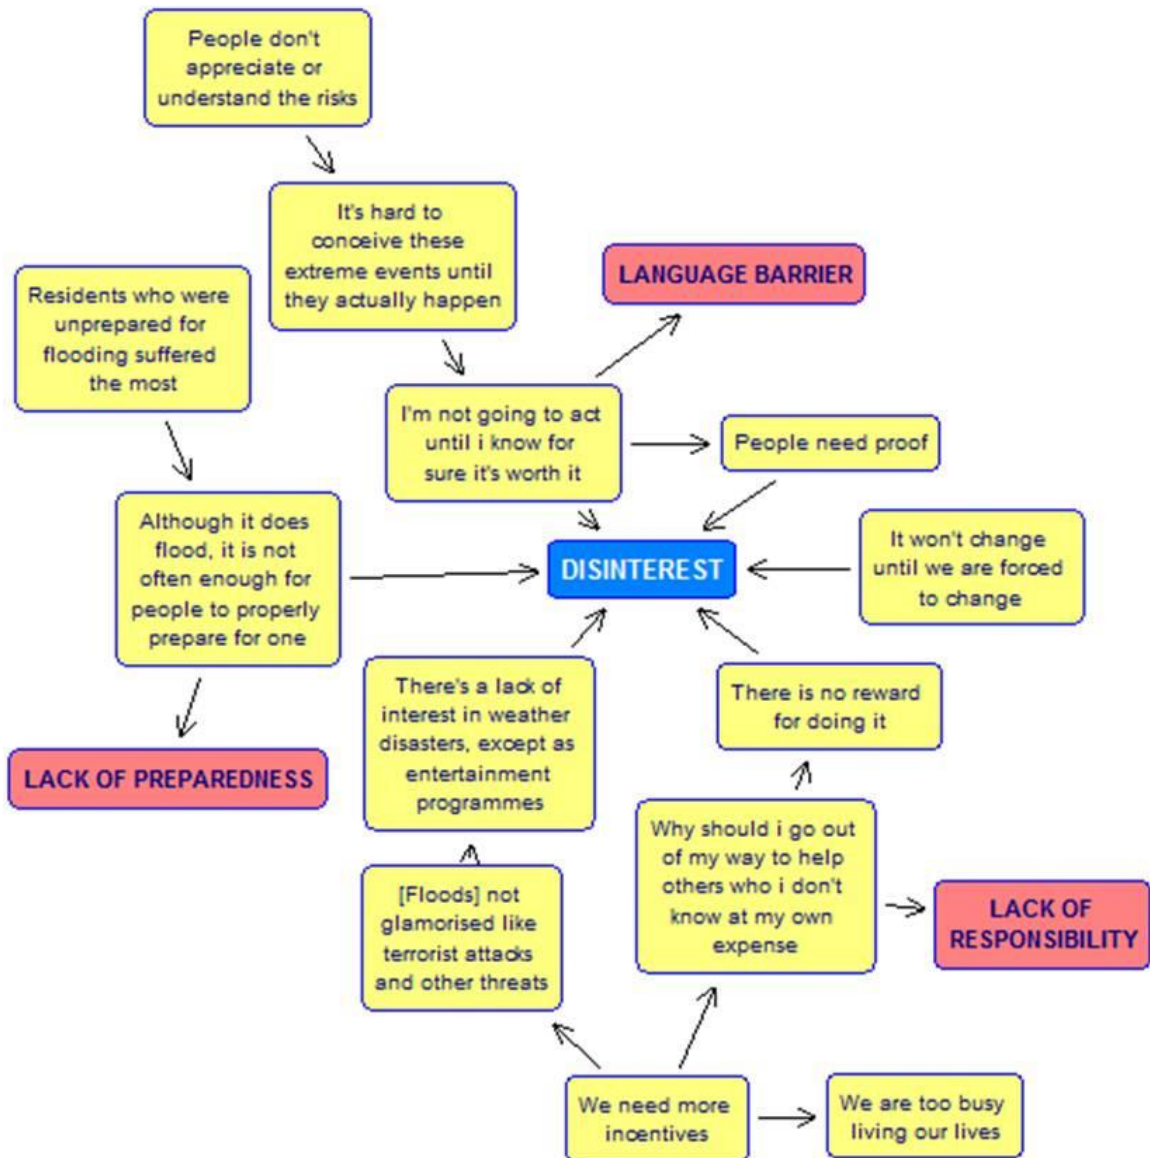 People don't
appreciate or
understand the risks
It's hard to
conceive these
extreme events until
they actually happen
LANGUAGE BARRIER
Residents who were
unprepared for
flooding suffered
the most
I'm not going to act
until i know for
sure it's worth it
People need proof
Although it does
flood, it is not
often enough for
people to properly
prepare for one
DISINTEREST
It won't change
until we are forced
to change
There's a lack of
interest in weather
disasters, except as
entertainment
programmes
There is no reward
for doing it
LACK OF PREPAREDNESS
Why should i go out
of my way to help
others who i don't
know at my own
expense
[Floods] not
glamorised like
terrorist attacks
and other threats
LACK OF
RESPONSIBILITY
We need more
incentives
We are too busy
living our lives